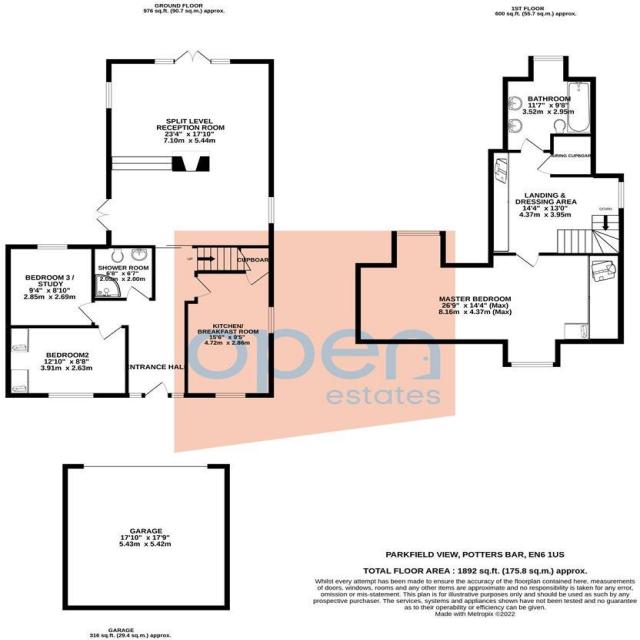 GROUND FLOOR
976 sq.ft. (90.7 sq.m.) approx.
1ST FLOOR
600 sq.ft. (55.7 sq.m.) approx.
SPLIT LEVEL
RECEPTION ROOM
23'4" x 17'10"
7.10m x 5.44m
BATHROOM
11'7" x 9'8"
3.52m x 2.95m
AIRING CUPBOARD
LANDING &
DRESSING AREA
14'4" x 13'0"
4.37m x 3.95m
DOWN
SHOWER ROOM
6'8" x 6'7"
2.03m x 2.00m
UP
CUPBOARD
BEDROOM 3 /
STUDY
9'4" x 8'10"
2.85m x 2.69m
MASTER BEDROOM
26'9" x 14'4" (Max)
8.16m x 4.37m (Max)
KITCHEN/
BREAKFAST ROOM
15'6" x 9'5"
4.72m x 2.86m
BEDROOM2
12'10" x 8'8"
3.91m x 2.63m
ENTRANCE HALL
open
estates
GARAGE
17'10" x 17'9"
5.43m x 5.42m
GARAGE
316 sq.ft. (29.4 sq.m.) approx.
PARKFIELD VIEW, POTTERS BAR, EN6 1US
TOTAL FLOOR AREA : 1892 sq.ft. (175.8 sq.m.) approx.
Whilst every attempt has been made to ensure the accuracy of the floorplan contained here, measurements
of doors, windows, rooms and any other items are approximate and no responsibility is taken for any error,
omission or mis-statement. This plan is for illustrative purposes only and should be used as such by any
prospective purchaser. The services, systems and appliances shown have not been tested and no guarantee
as to their operability or efficiency can be given.
Made with Metropix ©2022